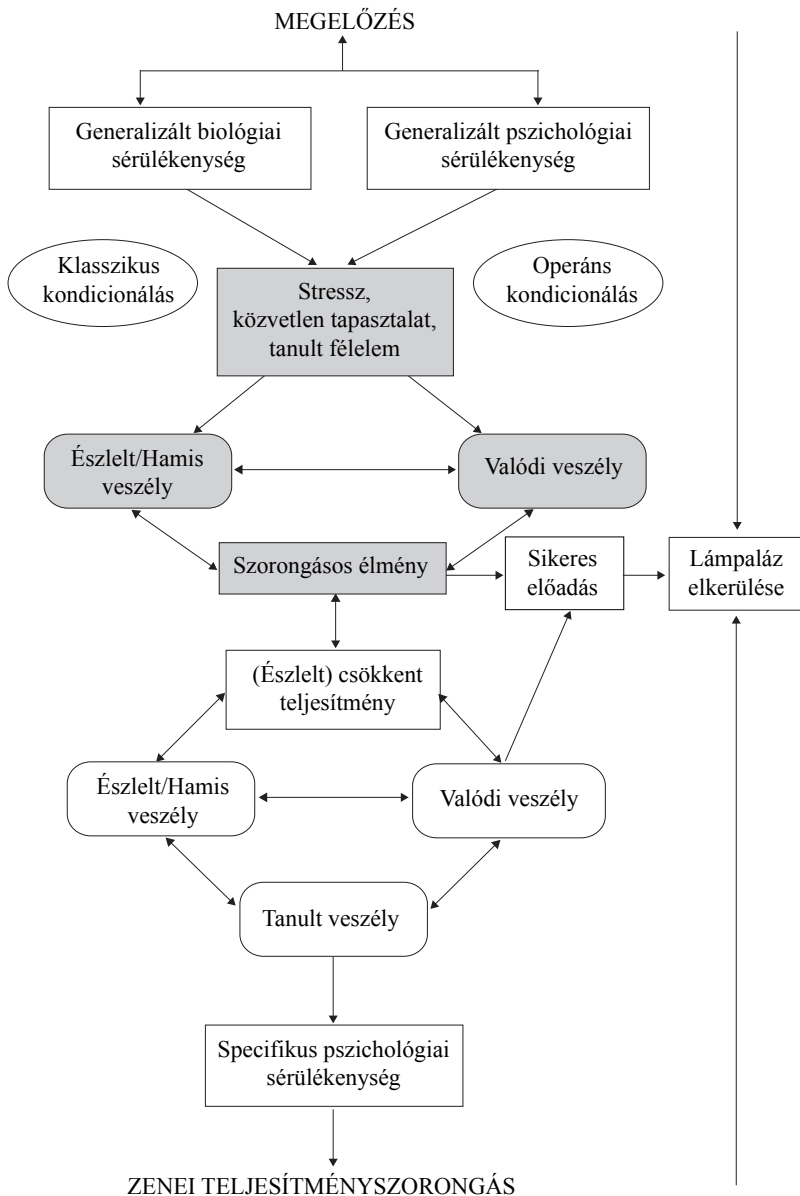 MEGELŐZÉS
Generalizált biológiai
sérülékenység
Generalizált pszichológiai
sérülékenység
Klasszikus
kondicionálás
Operáns
kondicionálás
Stressz,
közvetlen tapasztalat,
tanult félelem
Észlelt/Hamis
veszély
Valódi veszély
Szorongásos élmény
Sikeres
előadás
Lámpaláz
elkerülése
(Észlelt) csökkent
teljesítmény
Észlelt/Hamis
veszély
Valódi veszély
Tanult veszély
Specifikus pszichológiai
sérülékenység
ZENEI TELJESÍTMÉNYSZORONGÁS